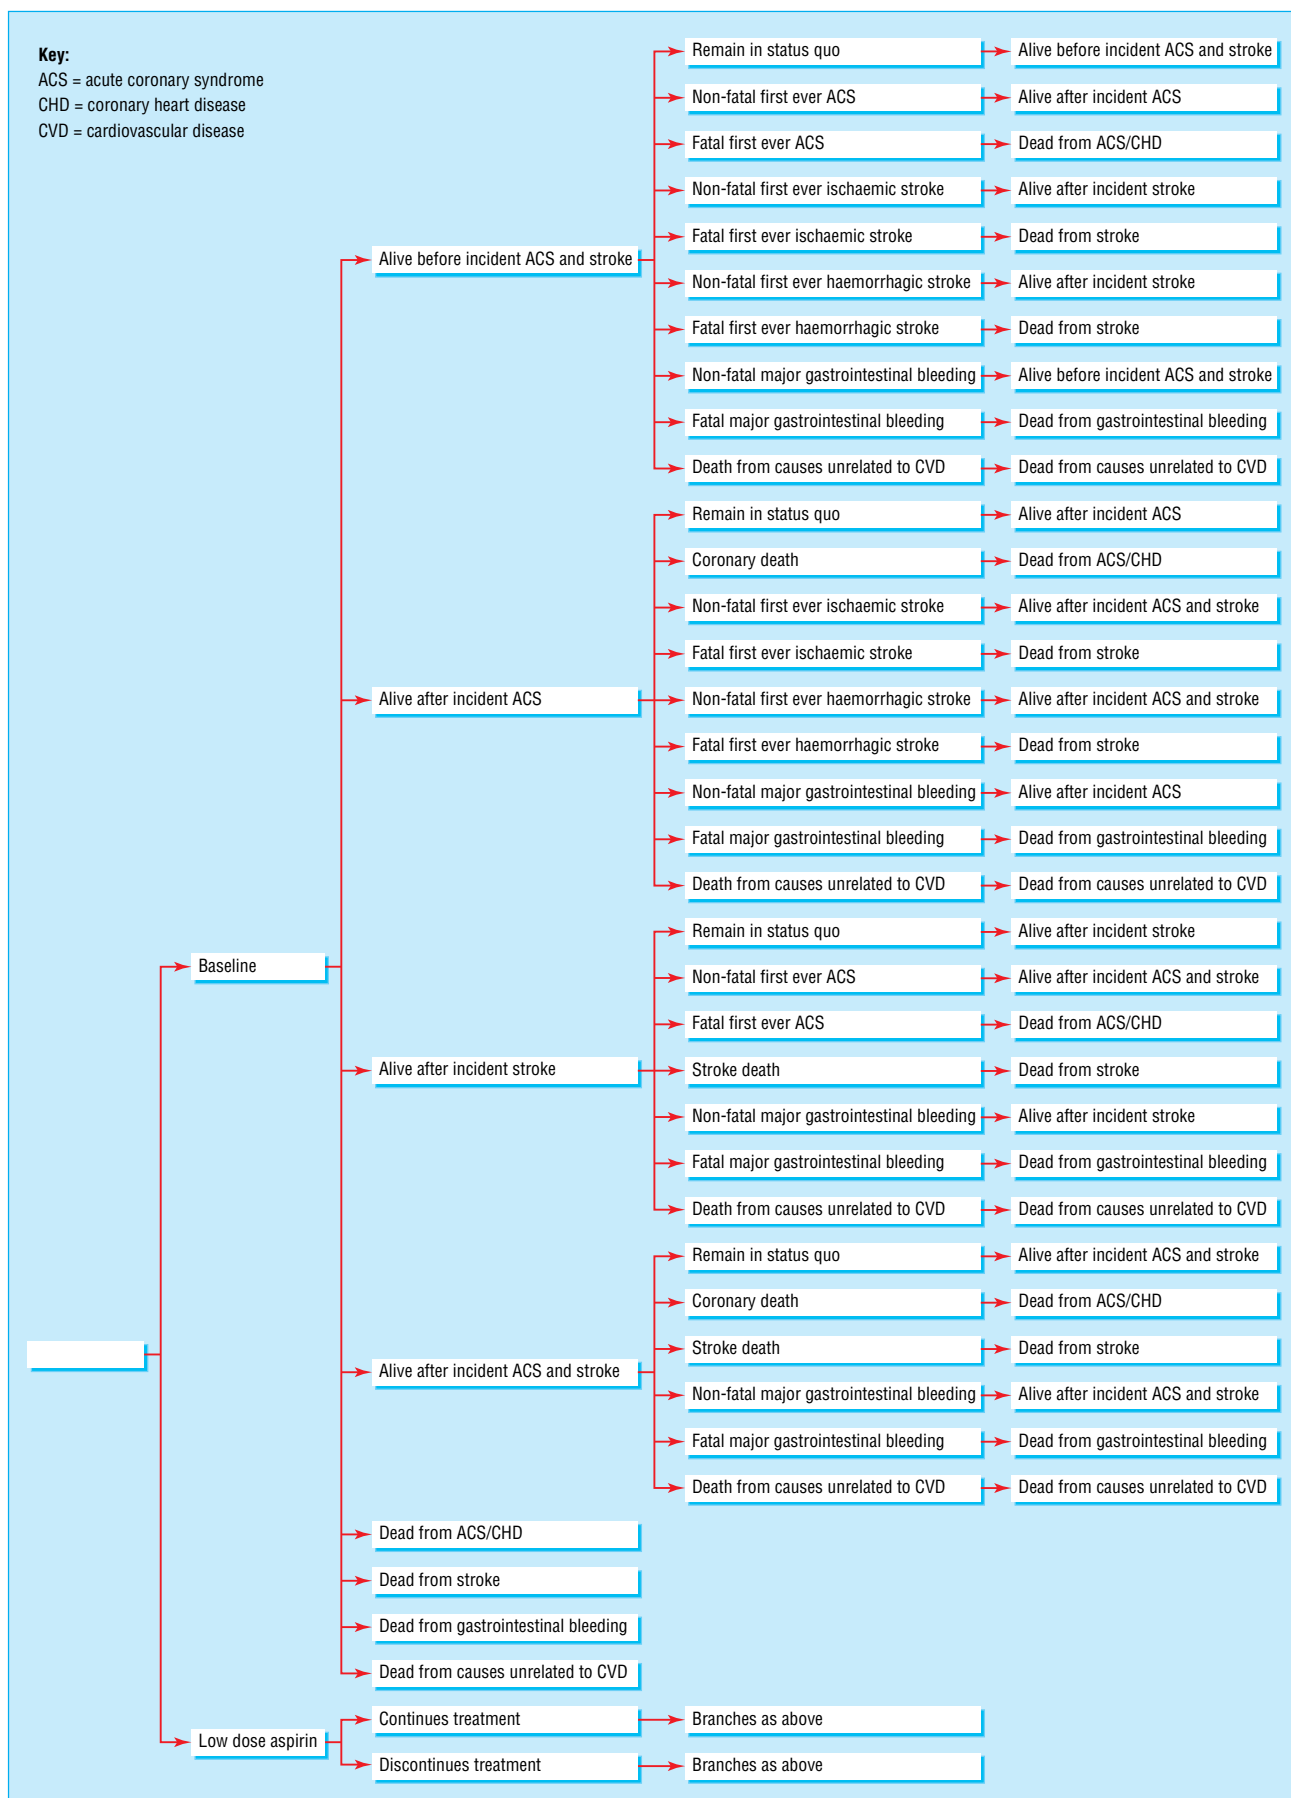 Key:
ACS = acute coronary syndrome
CHD = coronary heart disease
CVD = cardiovascular disease
Remain in status quo
Alive before incident ACS and stroke
Non-fatal first ever ACS
Alive after incident ACS
Fatal first ever ACS
Dead from ACS/CHD
Non-fatal first ever ischaemic stroke
Alive after incident stroke
Fatal first ever ischaemic stroke
Dead from stroke
Alive before incident ACS and stroke
Non-fatal first ever haemorrhagic stroke
Alive after incident stroke
Fatal first ever haemorrhagic stroke
Dead from stroke
Non-fatal major gastrointestinal bleeding
Alive before incident ACS and stroke
Fatal major gastrointestinal bleeding
Dead from gastrointestinal bleeding
Death from causes unrelated to CVD
Dead from causes unrelated to CVD
Remain in status quo
Alive after incident ACS
Coronary death
Dead from ACS/CHD
Non-fatal first ever ischaemic stroke
Alive after incident ACS and stroke
Fatal first ever ischaemic stroke
Dead from stroke
Alive after incident ACS
Non-fatal first ever haemorrhagic stroke
Alive after incident ACS and stroke
Fatal first ever haemorrhagic stroke
Dead from stroke
Non-fatal major gastrointestinal bleeding
Alive after incident ACS
Fatal major gastrointestinal bleeding
Dead from gastrointestinal bleeding
Death from causes unrelated to CVD
Dead from causes unrelated to CVD
Remain in status quo
Alive after incident stroke
Baseline
Non-fatal first ever ACS
Alive after incident ACS and stroke
Fatal first ever ACS
Dead from ACS/CHD
Alive after incident stroke
Stroke death
Dead from stroke
Non-fatal major gastrointestinal bleeding
Alive after incident stroke
Fatal major gastrointestinal bleeding
Dead from gastrointestinal bleeding
Death from causes unrelated to CVD
Dead from causes unrelated to CVD
Remain in status quo
Alive after incident ACS and stroke
Coronary death
Dead from ACS/CHD
Stroke death
Dead from stroke
Alive after incident ACS and stroke
Non-fatal major gastrointestinal bleeding
Alive after incident ACS and stroke
Fatal major gastrointestinal bleeding
Dead from gastrointestinal bleeding
Death from causes unrelated to CVD
Dead from causes unrelated to CVD
Dead from ACS/CHD
Dead from stroke
Dead from gastrointestinal bleeding
Dead from causes unrelated to CVD
Low dose aspirin
Continues treatment
Branches as above
Discontinues treatment
Branches as above